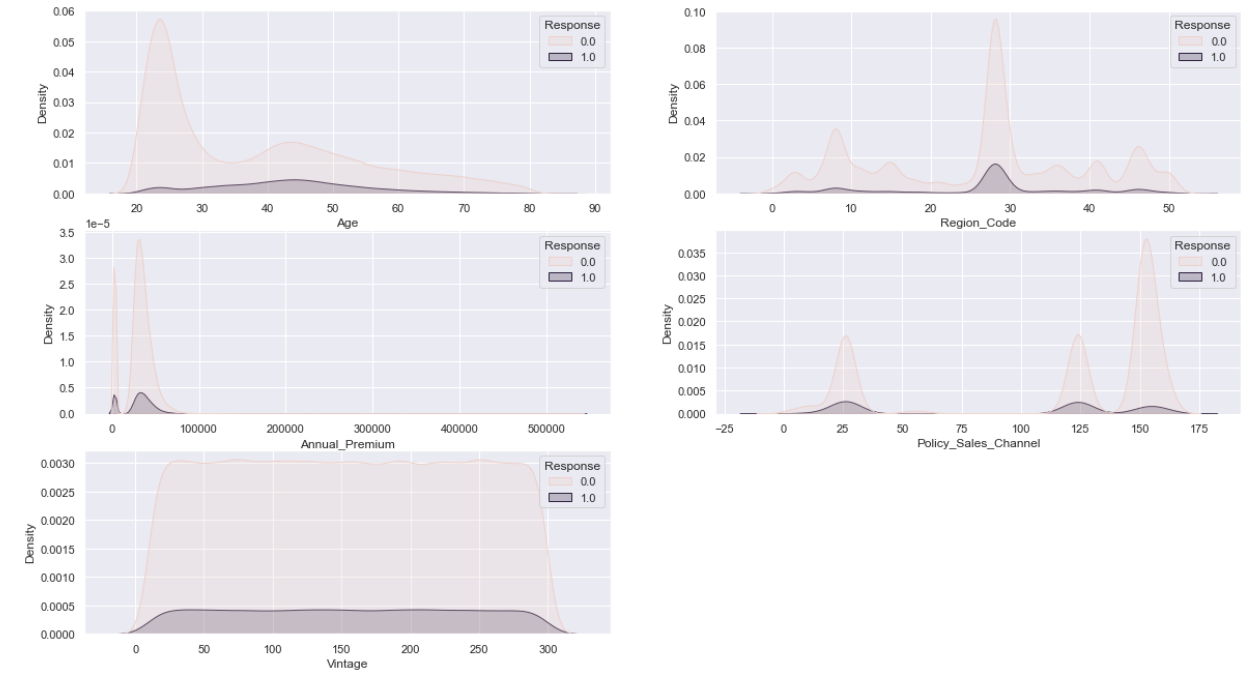 0.06
0.05
0.04
0.03
0.02
0.01
0.00
Density
20 30 40 50 60 70 80 90
Age
Response
0.0
1.0
0.10
0.08
0.06
0.04
0.02
0.00
Density
0 10 20 30 40 50
Region_Code
Response
0.0
1.0
1e−5
3.5
3.0
2.5
2.0
1.5
1.0
0.5
0.0
Density
0 100000 200000 300000 400000 500000
Annual_Premium
Response
0.0
1.0
0.035
0.030
0.025
0.020
0.015
0.010
0.005
0.000
Density
−25 0 25 50 75 100 125 150 175
Policy_Sales_Channel
Response
0.0
1.0
0.0030
0.0025
0.0020
0.0015
0.0010
0.0005
0.0000
Density
0 50 100 150 200 250 300
Vintage
Response
0.0
1.0